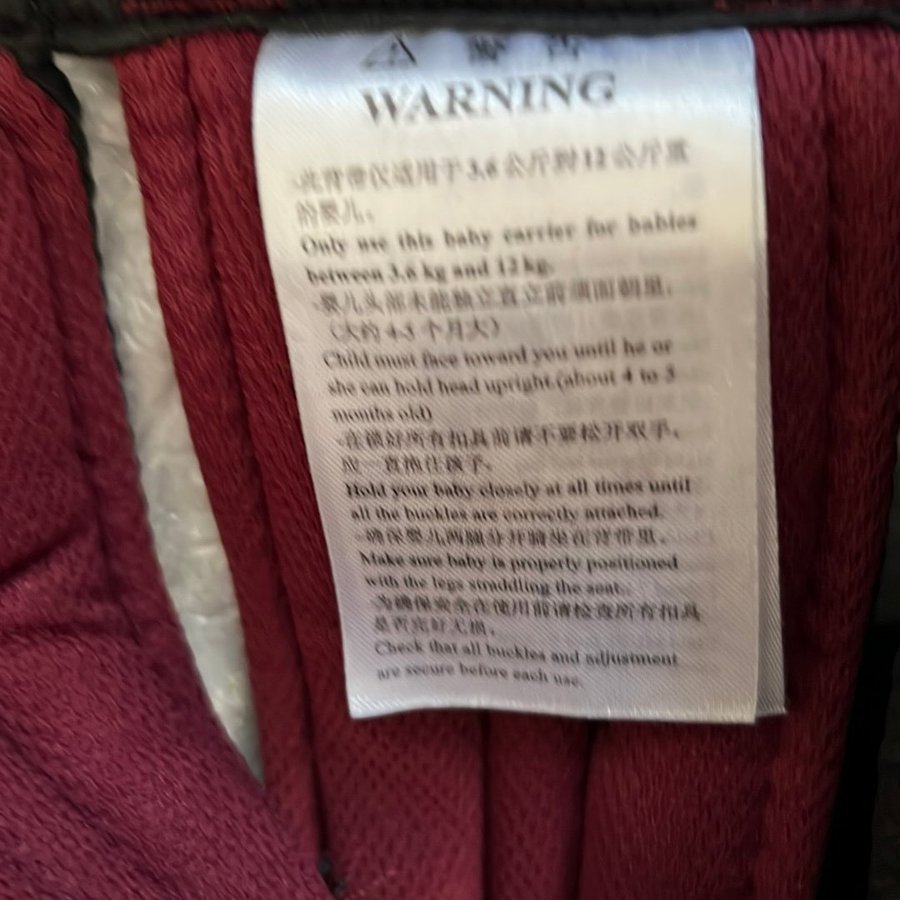 警告
WARNING
·此背带仅适用于3.6公斤到12公斤重
的婴儿。
Only use this baby carrier for babies
between 3.6 kg and 12 kg.
·婴儿头部未能独立直立前须面朝里。
（大约 4-5 个月大）
Child must face toward you until he or
she can hold head upright.(about 4 to 5
months old)
·在锁好所有扣具前请不要松开双手。
应一直抱住孩子。
Hold your baby closely at all times until
all the buckles are correctly attached.
·确保婴儿两腿分开骑坐在背带里。
Make sure baby is properly positioned
with the legs straddling the seat..
·为确保安全在使用前请检查所有扣具
是否完好无损。
Check that all buckles and adjustment
are secure before each use.